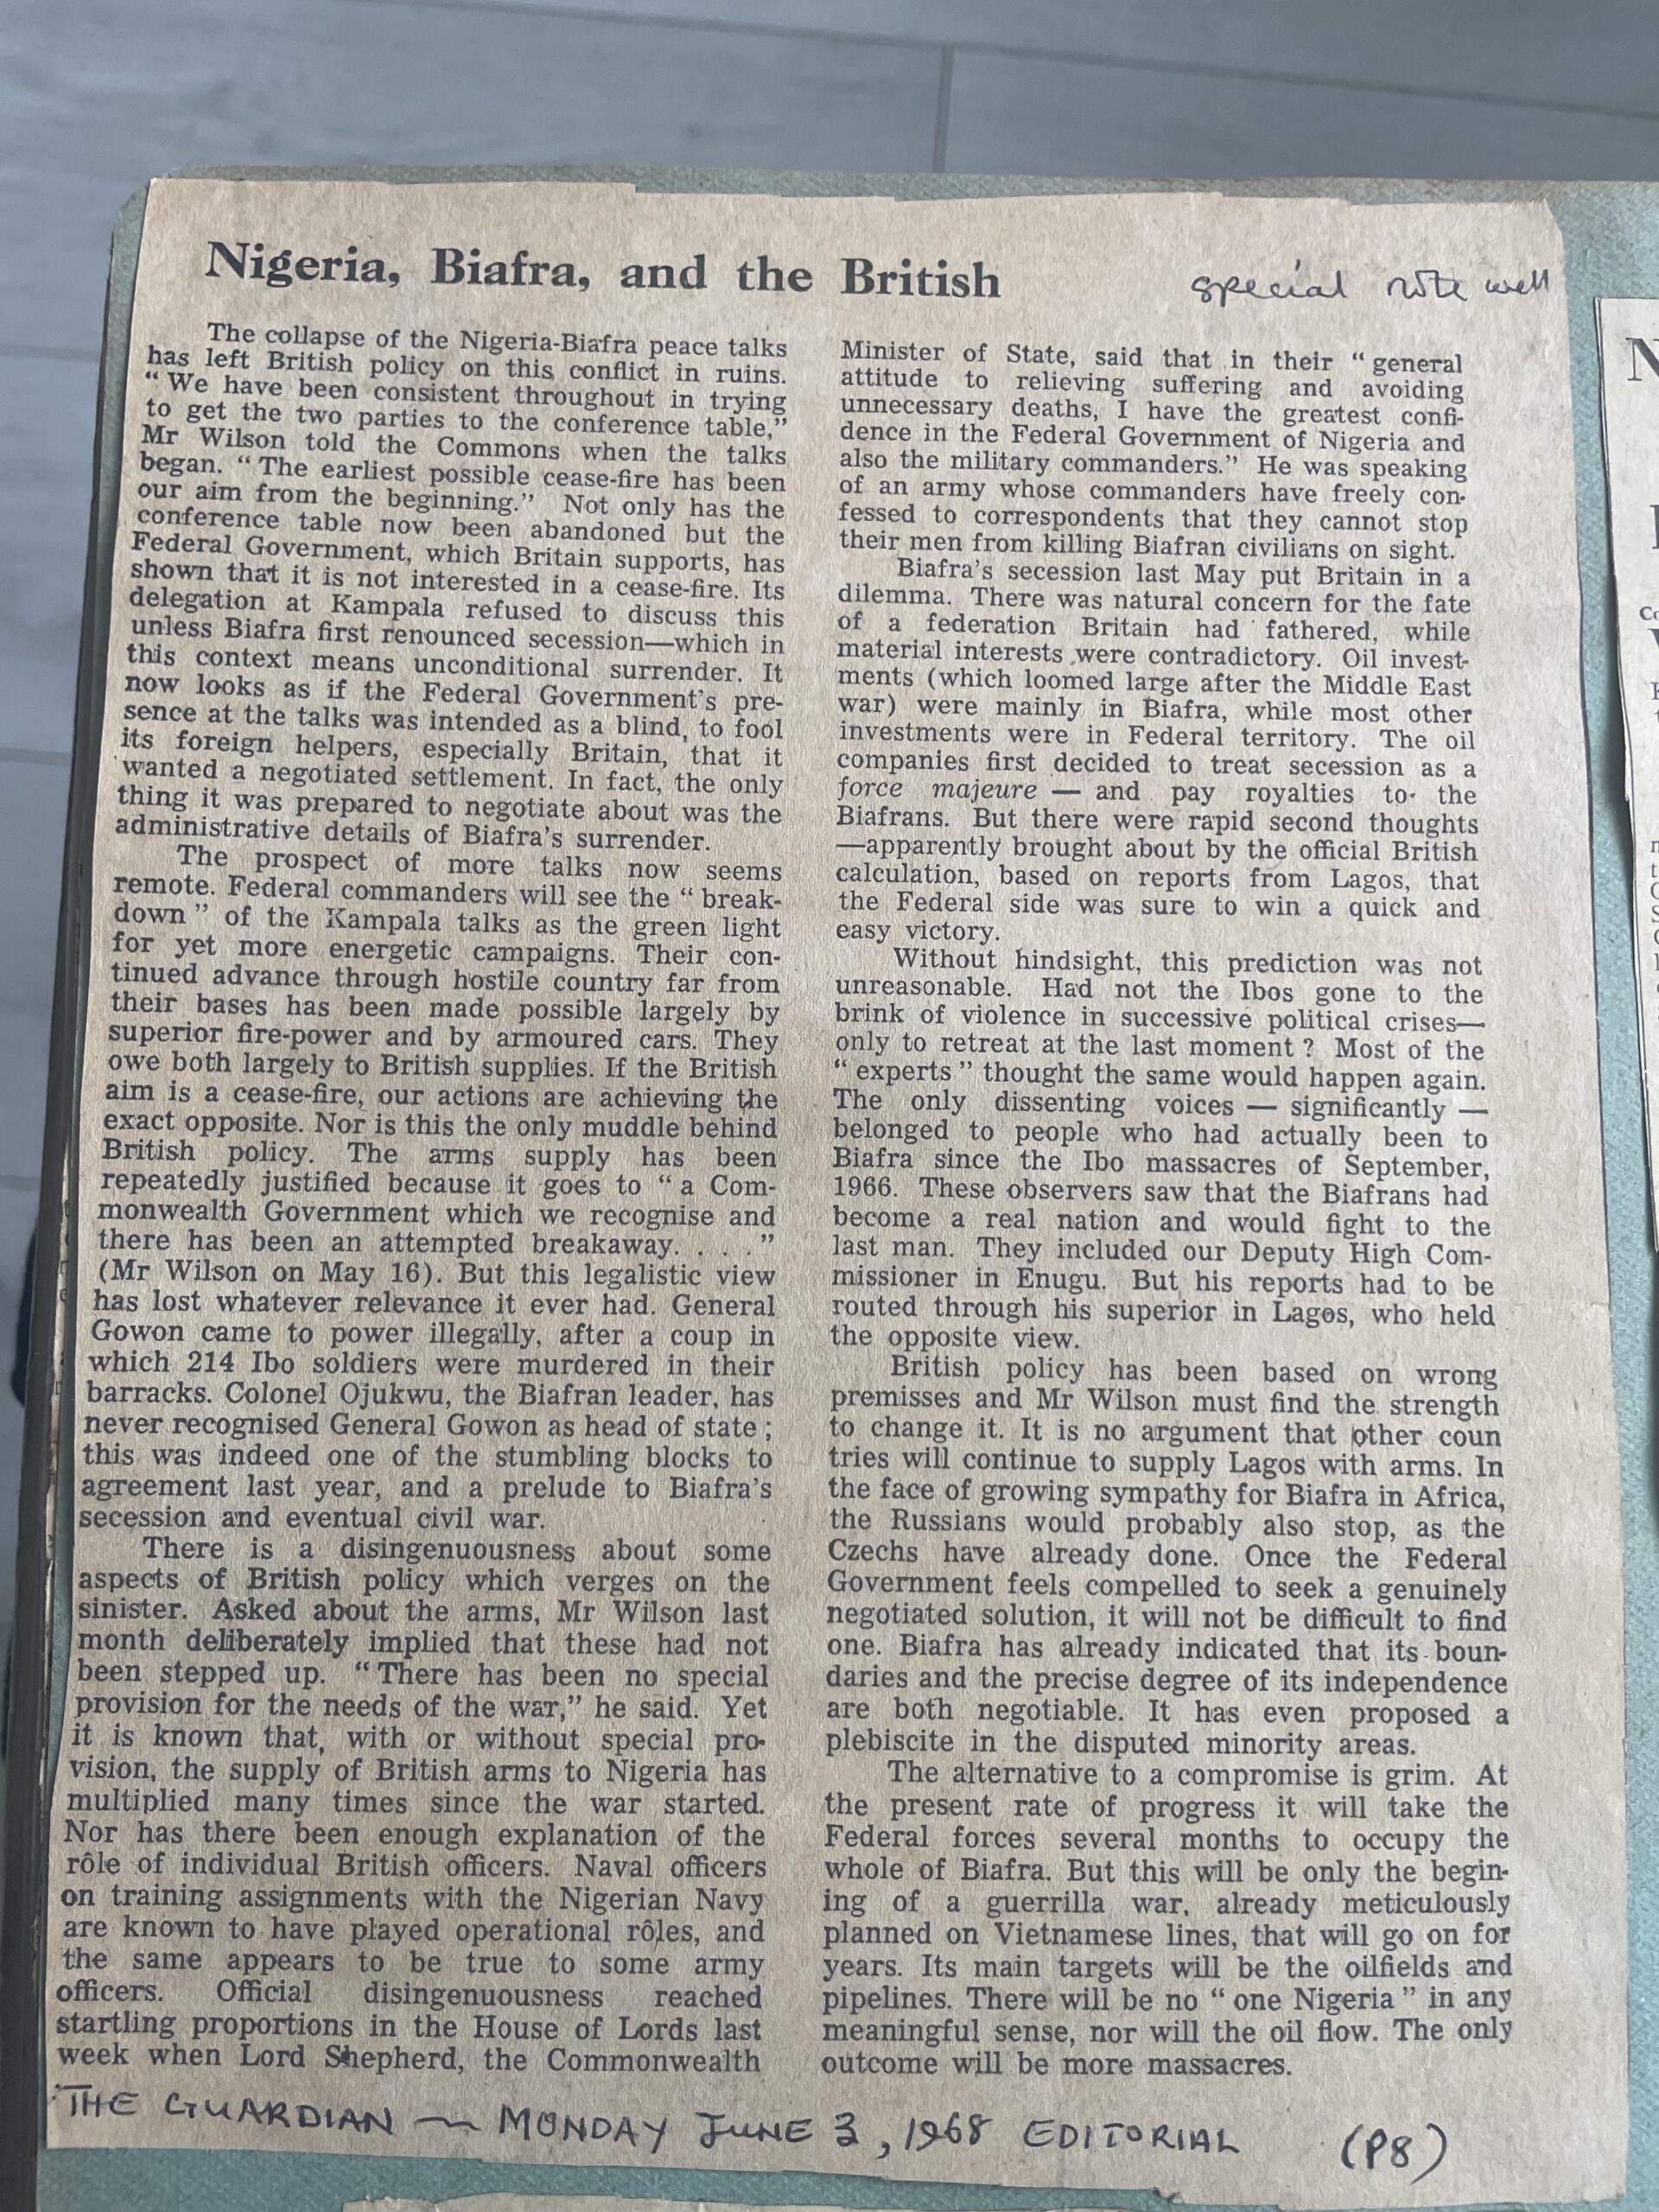 Nigeria, Biafra, and the British
special note well
The collapse of the Nigeria-Biafra peace talks
has left British policy on this conflict in ruins.
“ We have been consistent throughout in trying
to get the two parties to the conference table,”
Mr Wilson told the Commons when the talks
began. “ The earliest possible cease-fire has been
our aim from the beginning.” Not only has the
conference table now been abandoned but the
Federal Government, which Britain supports, has
shown that it is not interested in a cease-fire. Its
delegation at Kampala refused to discuss this
unless Biafra first renounced secession—which in
this context means unconditional surrender. It
now looks as if the Federal Government's pre-
sence at the talks was intended as a blind, to fool
its foreign helpers, especially Britain, that it
wanted a negotiated settlement. In fact, the only
thing it was prepared to negotiate about was the
administrative details of Biafra's surrender.
The prospect of more talks now seems
remote. Federal commanders will see the “ break-
down ” of the Kampala talks as the green light
for yet more energetic campaigns. Their con-
tinued advance through hostile country far from
their bases has been made possible largely by
superior fire-power and by armoured cars. They
owe both largely to British supplies. If the British
aim is a cease-fire, our actions are achieving the
exact opposite. Nor is this the only muddle behind
British policy. The arms supply has been
repeatedly justified because it goes to “ a Com-
monwealth Government which we recognise and
there has been an attempted breakaway. . . .”
(Mr Wilson on May 16). But this legalistic view
has lost whatever relevance it ever had. General
Gowon came to power illegally, after a coup in
which 214 Ibo soldiers were murdered in their
barracks. Colonel Ojukwu, the Biafran leader, has
never recognised General Gowon as head of state ;
this was indeed one of the stumbling blocks to
agreement last year, and a prelude to Biafra's
secession and eventual civil war.
There is a disingenuousness about some
aspects of British policy which verges on the
sinister. Asked about the arms, Mr Wilson last
month deliberately implied that these had not
been stepped up. “ There has been no special
provision for the needs of the war,” he said. Yet
it is known that, with or without special pro-
vision, the supply of British arms to Nigeria has
multiplied many times since the war started.
Nor has there been enough explanation of the
rôle of individual British officers. Naval officers
on training assignments with the Nigerian Navy
are known to have played operational rôles, and
the same appears to be true to some army
officers. Official disingenuousness reached
startling proportions in the House of Lords last
week when Lord Shepherd, the Commonwealth
Minister of State, said that in their “ general
attitude to relieving suffering and avoiding
unnecessary deaths, I have the greatest confi-
dence in the Federal Government of Nigeria and
also the military commanders.” He was speaking
of an army whose commanders have freely con-
fessed to correspondents that they cannot stop
their men from killing Biafran civilians on sight.
Biafra's secession last May put Britain in a
dilemma. There was natural concern for the fate
of a federation Britain had fathered, while
material interests were contradictory. Oil invest-
ments (which loomed large after the Middle East
war) were mainly in Biafra, while most other
investments were in Federal territory. The oil
companies first decided to treat secession as a
force majeure — and pay royalties to the
Biafrans. But there were rapid second thoughts
—apparently brought about by the official British
calculation, based on reports from Lagos, that
the Federal side was sure to win a quick and
easy victory.
Without hindsight, this prediction was not
unreasonable. Had not the Ibos gone to the
brink of violence in successive political crises—
only to retreat at the last moment ? Most of the
“ experts ” thought the same would happen again.
The only dissenting voices — significantly —
belonged to people who had actually been to
Biafra since the Ibo massacres of September,
1966. These observers saw that the Biafrans had
become a real nation and would fight to the
last man. They included our Deputy High Com-
missioner in Enugu. But his reports had to be
routed through his superior in Lagos, who held
the opposite view.
British policy has been based on wrong
premisses and Mr Wilson must find the strength
to change it. It is no argument that other coun
tries will continue to supply Lagos with arms. In
the face of growing sympathy for Biafra in Africa,
the Russians would probably also stop, as the
Czechs have already done. Once the Federal
Government feels compelled to seek a genuinely
negotiated solution, it will not be difficult to find
one. Biafra has already indicated that its boun-
daries and the precise degree of its independence
are both negotiable. It has even proposed a
plebiscite in the disputed minority areas.
The alternative to a compromise is grim. At
the present rate of progress it will take the
Federal forces several months to occupy the
whole of Biafra. But this will be only the begin-
ing of a guerrilla war, already meticulously
planned on Vietnamese lines, that will go on for
years. Its main targets will be the oilfields and
pipelines. There will be no “ one Nigeria ” in any
meaningful sense, nor will the oil flow. The only
outcome will be more massacres.
THE GUARDIAN ~ MONDAY JUNE 3, 1968 EDITORIAL (P8)